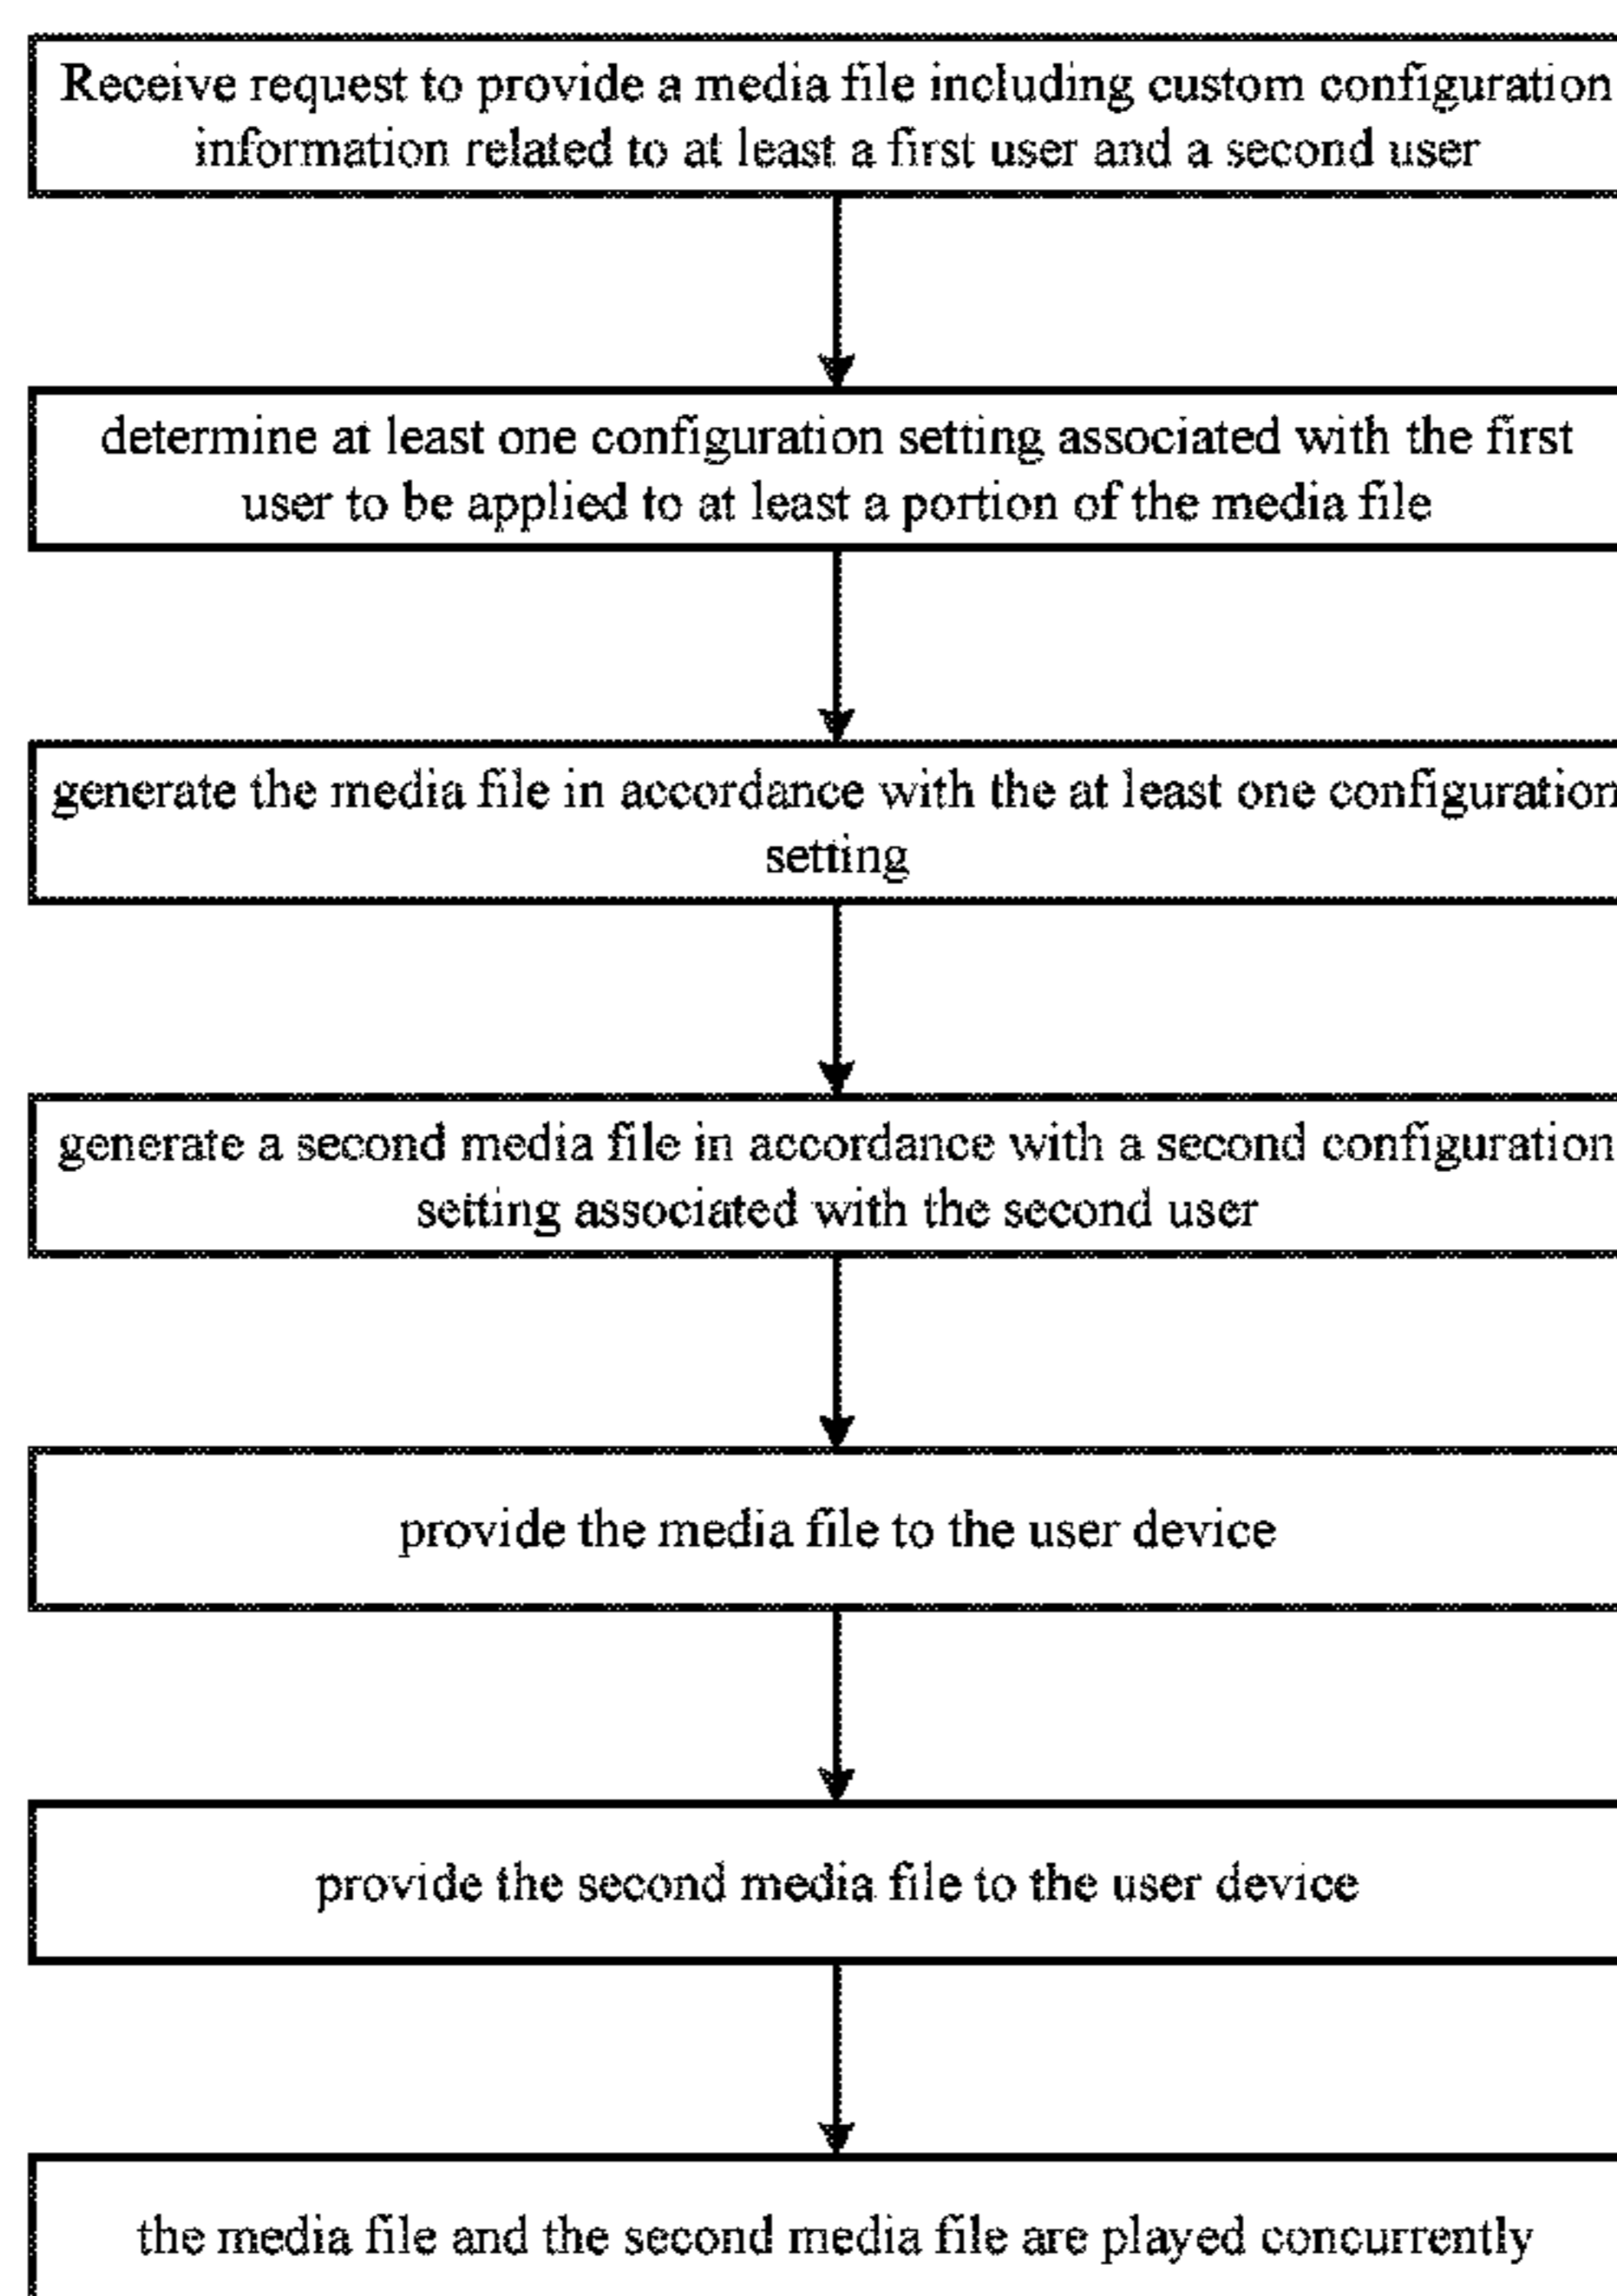 Receive request to provide a media file including custom configuration
information related to at least a first user and a second user
determine at least one configuration setting associated with the first
user to be applied to at least a portion of the media file
generate the media file in accordance with the at least one configuration
setting
generate a second media file in accordance with a second configuration
setting associated with the second user
provide the media file to the user device
provide the second media file to the user device
the media file and the second media file are played concurrently